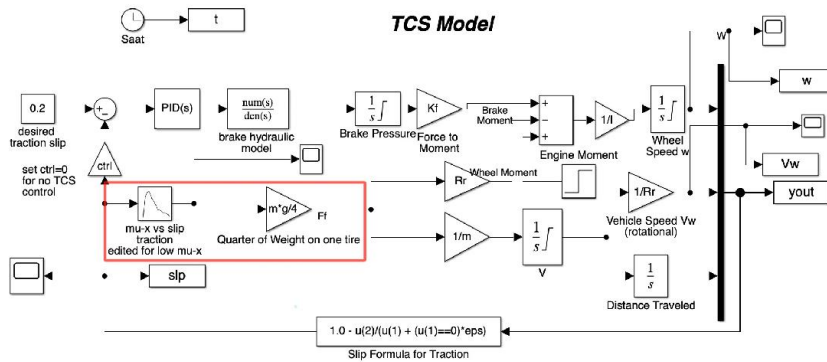 TCS Model
t
Saat
W
w
0.2
desired
traction slip
+
−
PID(s)
num(s)
den(s)
brake hydraulic
model
1
s
Brake Pressure
Kf
Force to
Moment
Brake
Moment
+
−
+
Engine Moment
1/I
1
s
Wheel
Speed w
Vw
yout
set ctrl=0
for no TCS
control
ctrl
Rr
Wheel Moment
1/Rr
Vehicle Speed Vw
(rotational)
mu-x vs slip
traction
edited for low mu-x
m*g/4
Ff
Quarter of Weight on one tire
1/m
1
s
V
slp
1
s
Distance Traveled
1.0 - u(2)/(u(1) + (u(1)==0)*eps)
Slip Formula for Traction